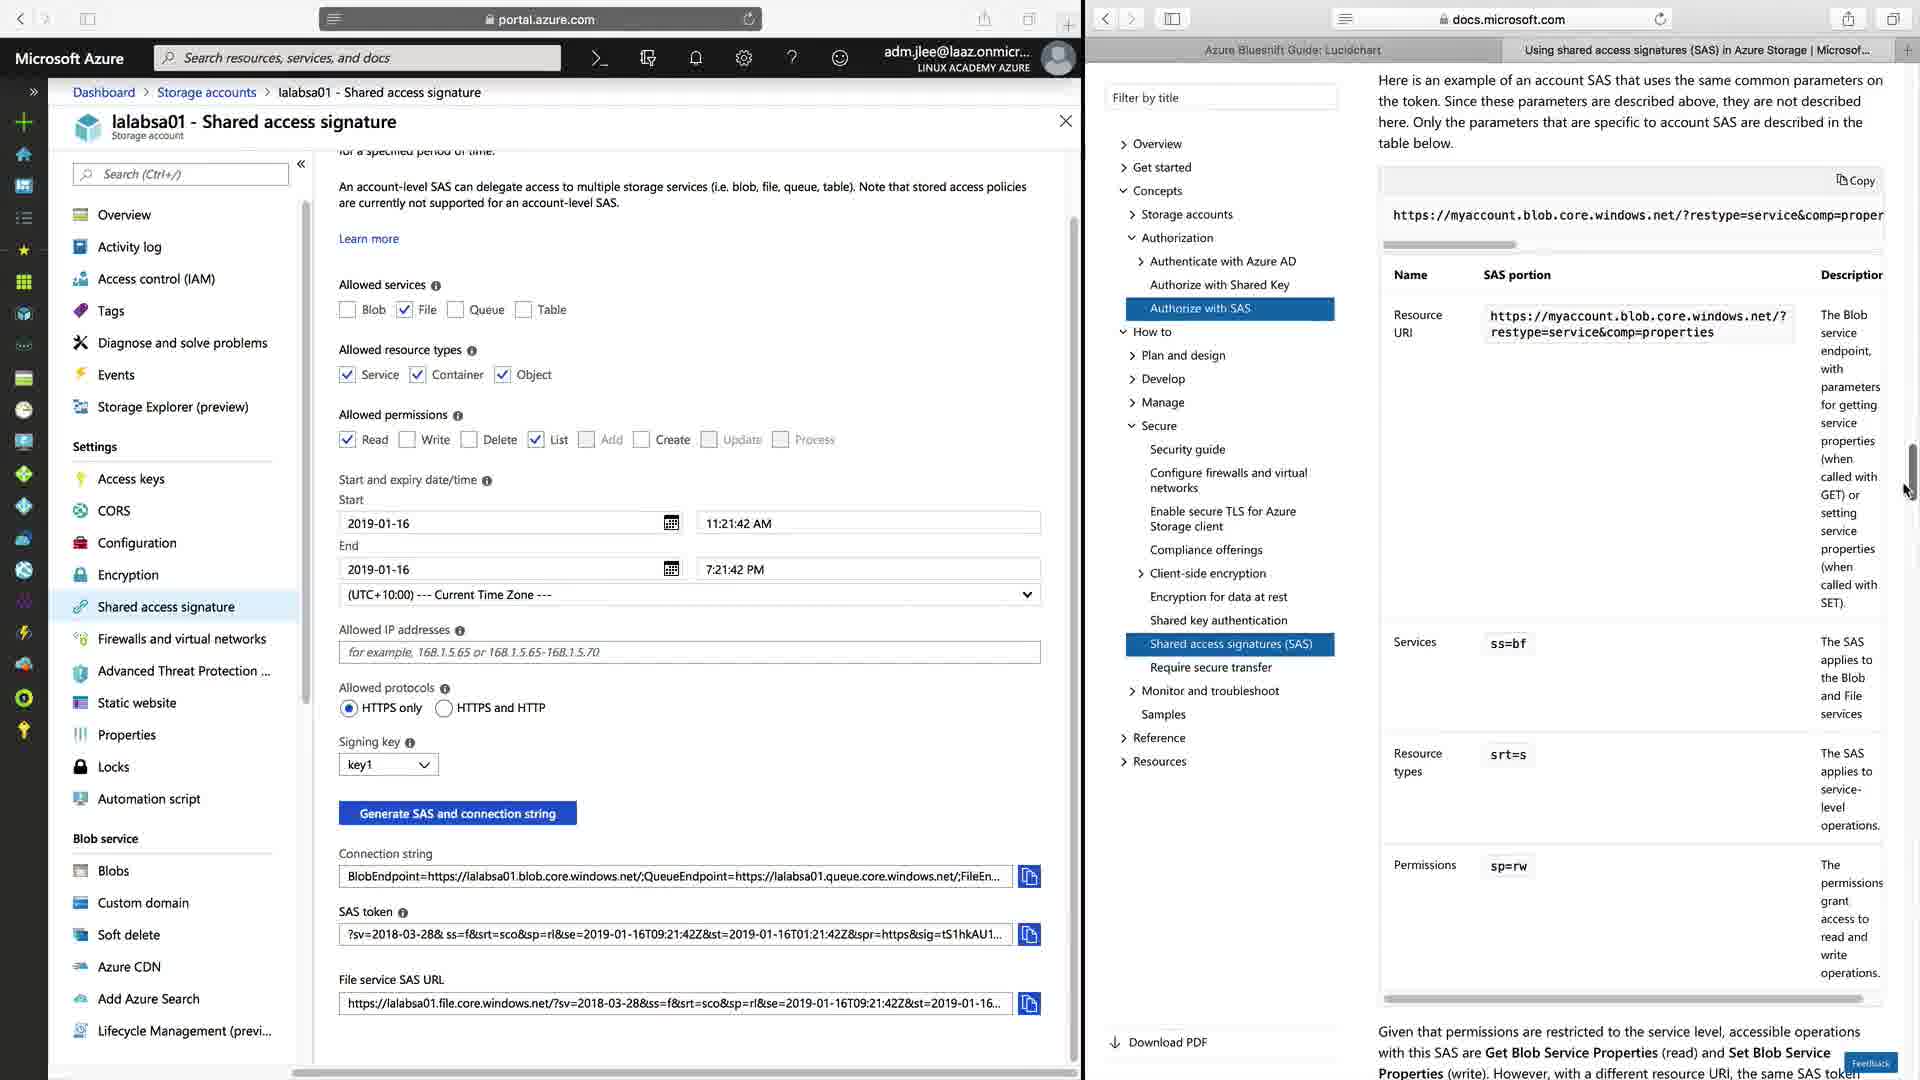 portal.azure.com
docs.microsoft.com
Microsoft Azure
Search resources, services, and docs
adm.jlee@laaz.onmicr...
LINUX ACADEMY AZURE
Dashboard > Storage accounts > lalabsa01 - Shared access signature
lalabsa01 - Shared access signature
Storage account
Search (Ctrl+/)
Overview
Activity log
Access control (IAM)
Tags
Diagnose and solve problems
Events
Storage Explorer (preview)
Settings
Access keys
CORS
Configuration
Encryption
Shared access signature
Firewalls and virtual networks
Advanced Threat Protection ...
Static website
Properties
Locks
Automation script
Blob service
Blobs
Custom domain
Soft delete
Azure CDN
Add Azure Search
Lifecycle Management (previ...
for a specified period of time.
An account-level SAS can delegate access to multiple storage services (i.e. blob, file, queue, table). Note that stored access policies
are currently not supported for an account-level SAS.
Learn more
Allowed services
Blob File Queue Table
Allowed resource types
Service Container Object
Allowed permissions
Read Write Delete List Add Create Update Process
Start and expiry date/time
Start
2019-01-16 11:21:42 AM
End
2019-01-16 7:21:42 PM
(UTC+10:00) --- Current Time Zone ---
Allowed IP addresses
for example, 168.1.5.65 or 168.1.5.65-168.1.5.70
Allowed protocols
HTTPS only HTTPS and HTTP
Signing key
key1
Generate SAS and connection string
Connection string
BlobEndpoint=https://lalabsa01.blob.core.windows.net/;QueueEndpoint=https://lalabsa01.queue.core.windows.net/;FileEn...
SAS token
?sv=2018-03-28&ss=f&srt=sco&sp=rl&se=2019-01-16T09:21:42Z&st=2019-01-16T01:21:42Z&spr=https&sig=tS1hkAU1...
File service SAS URL
https://lalabsa01.file.core.windows.net/?sv=2018-03-28&ss=f&srt=sco&sp=rl&se=2019-01-16T09:21:42Z&st=2019-01-16...
Azure Blueshift Guide: Lucidchart
Using shared access signatures (SAS) in Azure Storage | Microsof...
Filter by title
Overview
Get started
Concepts
Storage accounts
Authorization
Authenticate with Azure AD
Authorize with Shared Key
Authorize with SAS
How to
Plan and design
Develop
Manage
Secure
Security guide
Configure firewalls and virtual
networks
Enable secure TLS for Azure
Storage client
Compliance offerings
Client-side encryption
Encryption for data at rest
Shared key authentication
Shared access signatures (SAS)
Require secure transfer
Monitor and troubleshoot
Samples
Reference
Resources
Download PDF
Here is an example of an account SAS that uses the same common parameters on
the token. Since these parameters are described above, they are not described
here. Only the parameters that are specific to account SAS are described in the
table below.
Copy
https://myaccount.blob.core.windows.net/?restype=service&comp=proper
Name SAS portion Description
Resource
URI
https://myaccount.blob.core.windows.net/?
restype=service&comp=properties
The Blob
service
endpoint,
with
parameters
for getting
service
properties
(when
called with
GET) or
setting
service
properties
(when
called with
SET).
Services
ss=bf
The SAS
applies to
the Blob
and File
services
Resource
types
srt=s
The SAS
applies to
service-
level
operations.
Permissions
sp=rw
The
permissions
grant
access to
read and
write
operations.
Given that permissions are restricted to the service level, accessible operations
with this SAS are Get Blob Service Properties (read) and Set Blob Service
Properties (write). However, with a different resource URI, the same SAS token
Feedback